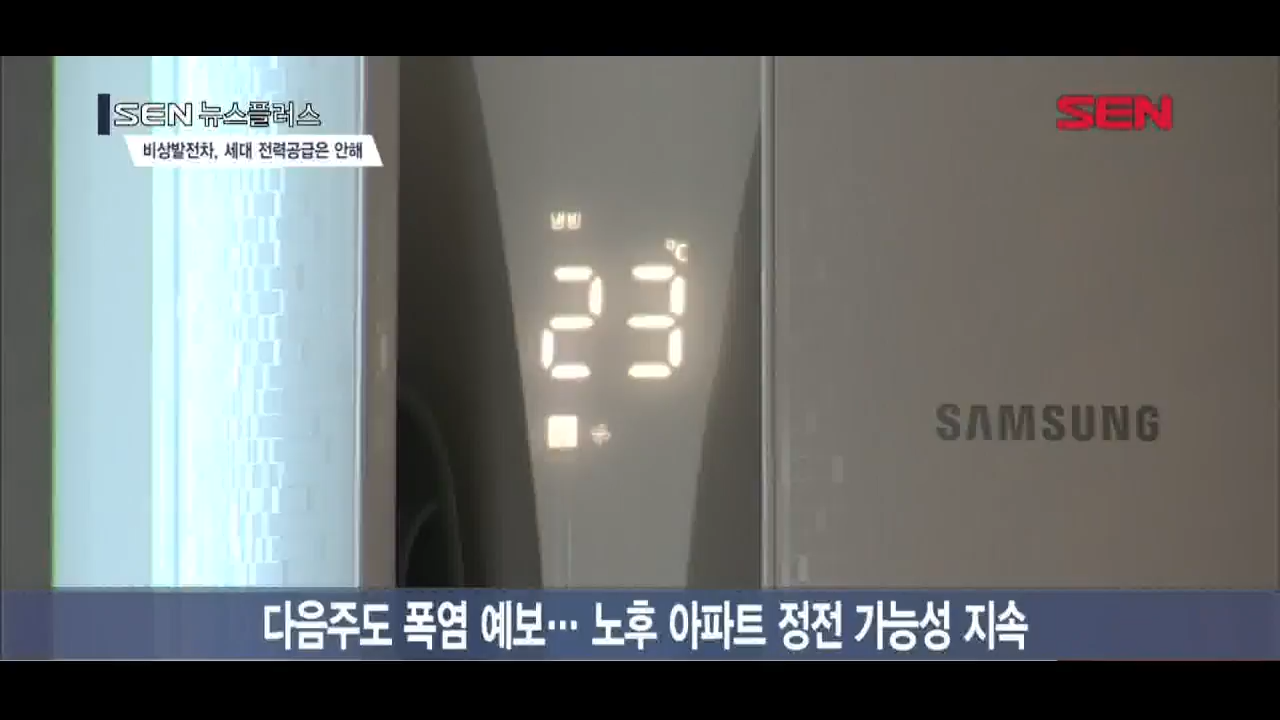 SEN 뉴스플러스
SEN
비상발전차, 세대 전력공급은 안해
냉방
23°C
SAMSUNG
다음주도 폭염 예보… 노후 아파트 정전 가능성 지속